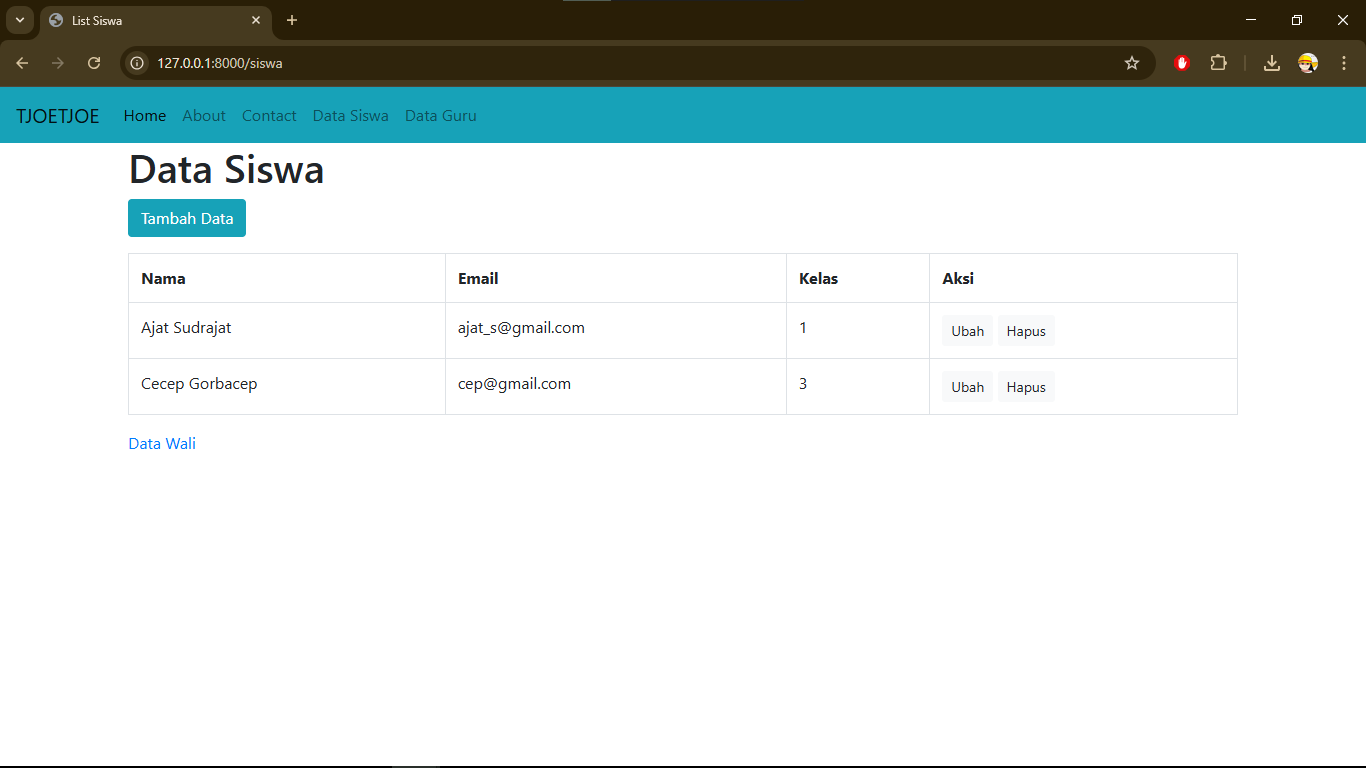 List Siswa
127.0.0.1:8000/siswa
TJOETJOE Home About Contact Data Siswa Data Guru
Data Siswa
Tambah Data
Nama Email Kelas Aksi
Ajat Sudrajat ajat_s@gmail.com 1 Ubah Hapus
Cecep Gorbacep cep@gmail.com 3 Ubah Hapus
Data Wali